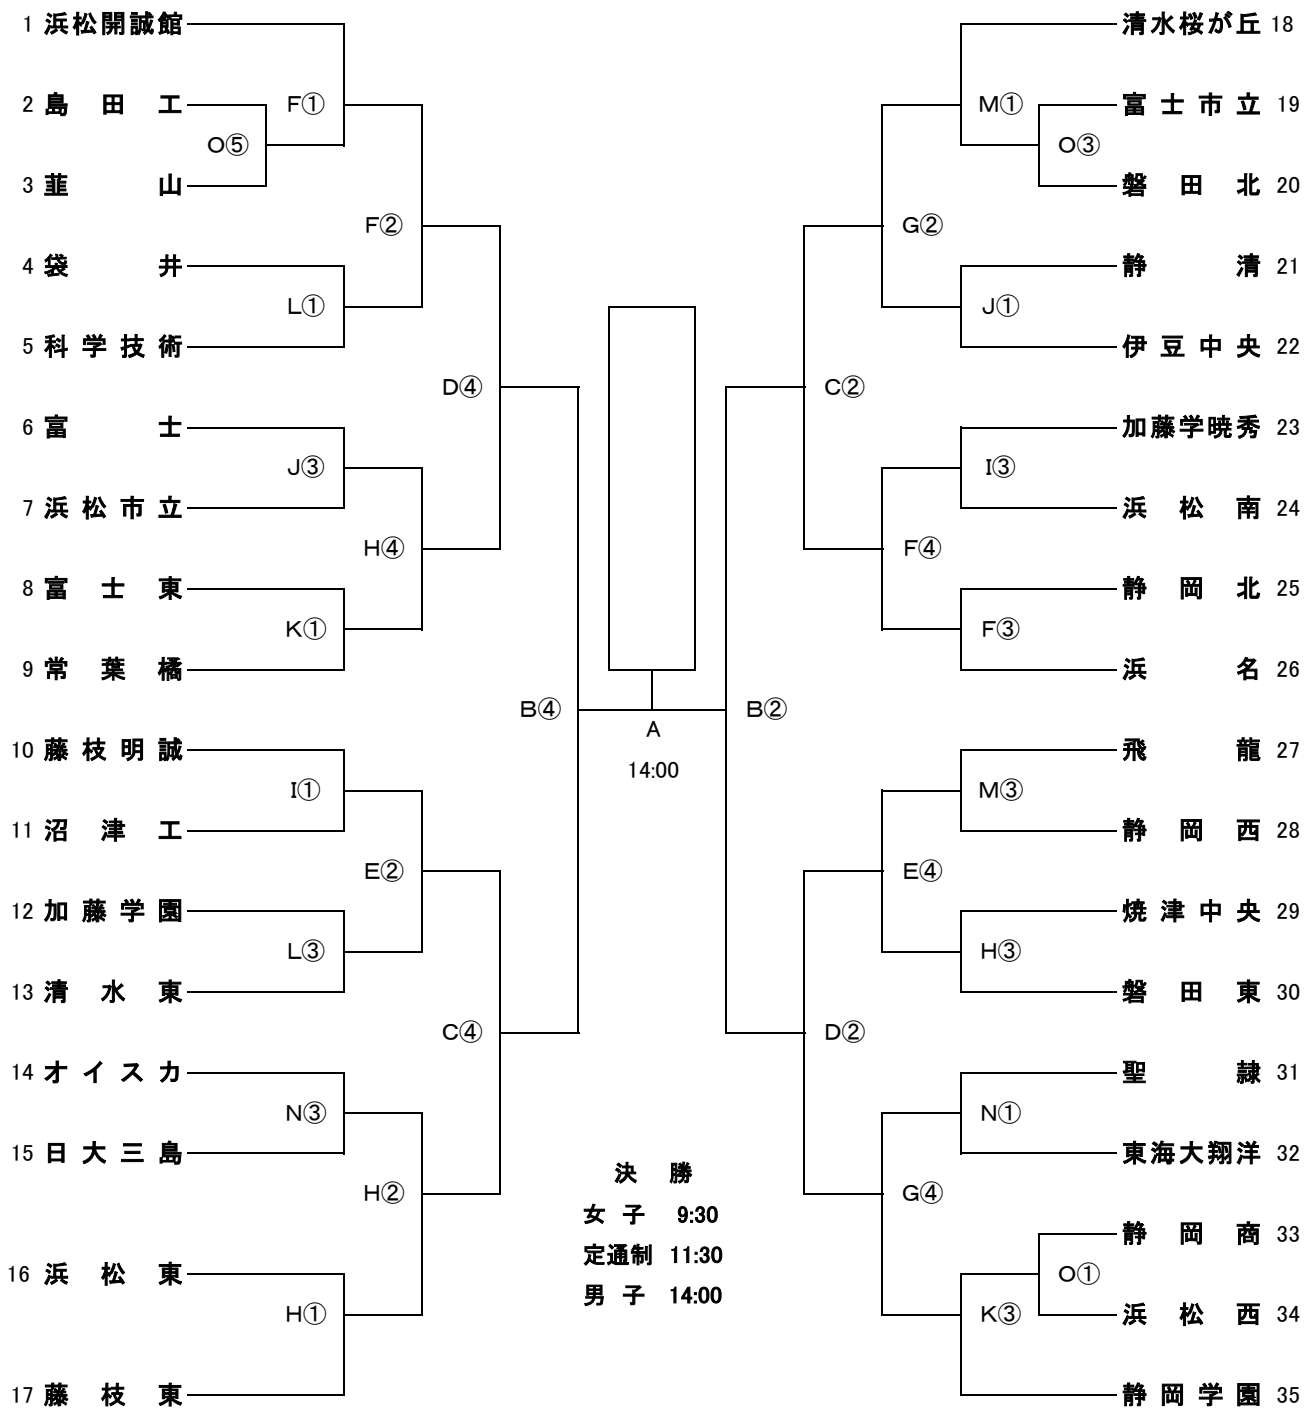 1 浜松開誠館
F①
2 島田工
O⑤
3 韮山
F②
4 袋井
L①
5 科学技術
D④
6 富士
J③
7 浜松市立
H④
8 富士東
K①
9 常葉橘
B④
10 藤枝明誠
I①
11 沼津工
E②
12 加藤学園
L③
13 清水東
C④
14 オイスカ
N③
15 日大三島
H②
16 浜松東
H①
17 藤枝東
A
14:00
決勝
女子 9:30
定通制 11:30
男子 14:00
清水桜が丘 18
M①
富士市立 19
O③
磐田北 20
G②
静清 21
J①
伊豆中央 22
C②
加藤学暁秀 23
I③
浜松南 24
F④
静岡北 25
F③
浜名 26
B②
飛龍 27
M③
静岡西 28
E④
焼津中央 29
H③
磐田東 30
D②
聖隷 31
N①
東海大翔洋 32
G④
静岡商 33
O①
浜松西 34
K③
静岡学園 35